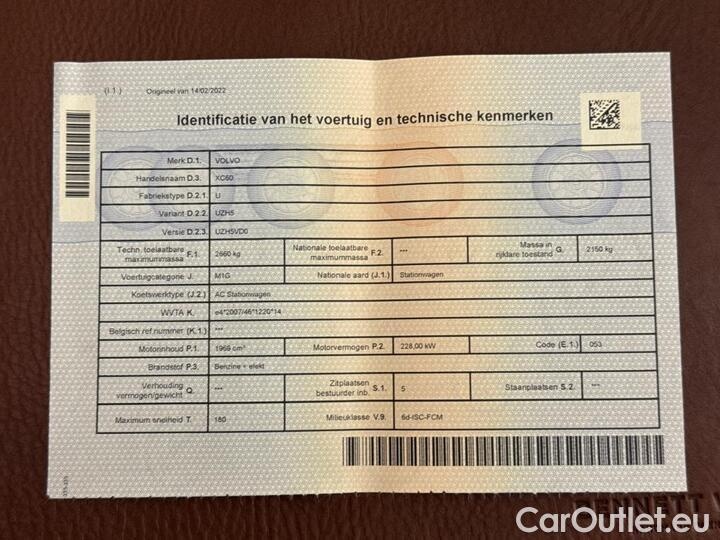 (I.1.) Origineel van 14/02/2022
Identificatie van het voertuig en technische kenmerken
Merk D.1. VOLVO
Handelsnaam D.3. XC60
Fabriekstype D.2.1. U
Variant D.2.2. UZH5
Versie D.2.3. UZH5VD0
Techn. toelaatbare maximummassa F.1. 2660 kg Nationale toelaatbare maximummassa F.2. *** Massa in rijklare toestand G. 2150 kg
Voertuigcategorie J. M1G Nationale aard (J.1.) Stationwagen
Koetswerktype (J.2.) AC Stationwagen
WVTA K. e4*2007/46*1220*14
Belgisch ref.nummer (K.1.) ***
Motorinhoud P.1. 1969 cm³ Motorvermogen P.2. 228,00 kW Code (E.1.) 053
Brandstof P.3. Benzine + elekt
Verhouding vermogen/gewicht Q. *** Zitplaatsen bestuurder inb. S.1. 5 Staanplaatsen S.2. ***
Maximum snelheid T. 180 Milieuklasse V.9. 6d-ISC-FCM
BENNETT
CarOutlet.eu